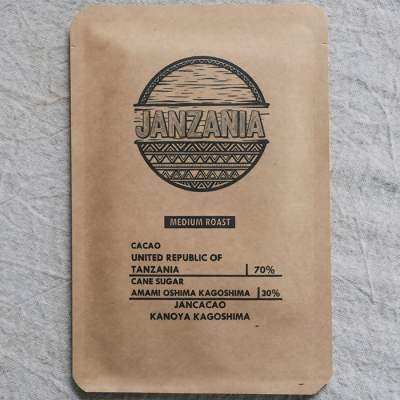 JANZANIA
MEDIUM ROAST
CACAO
UNITED REPUBLIC OF
TANZANIA | 70%
CANE SUGAR
AMAMI OSHIMA KAGOSHIMA | 30%
JANCACAO
KANOYA KAGOSHIMA